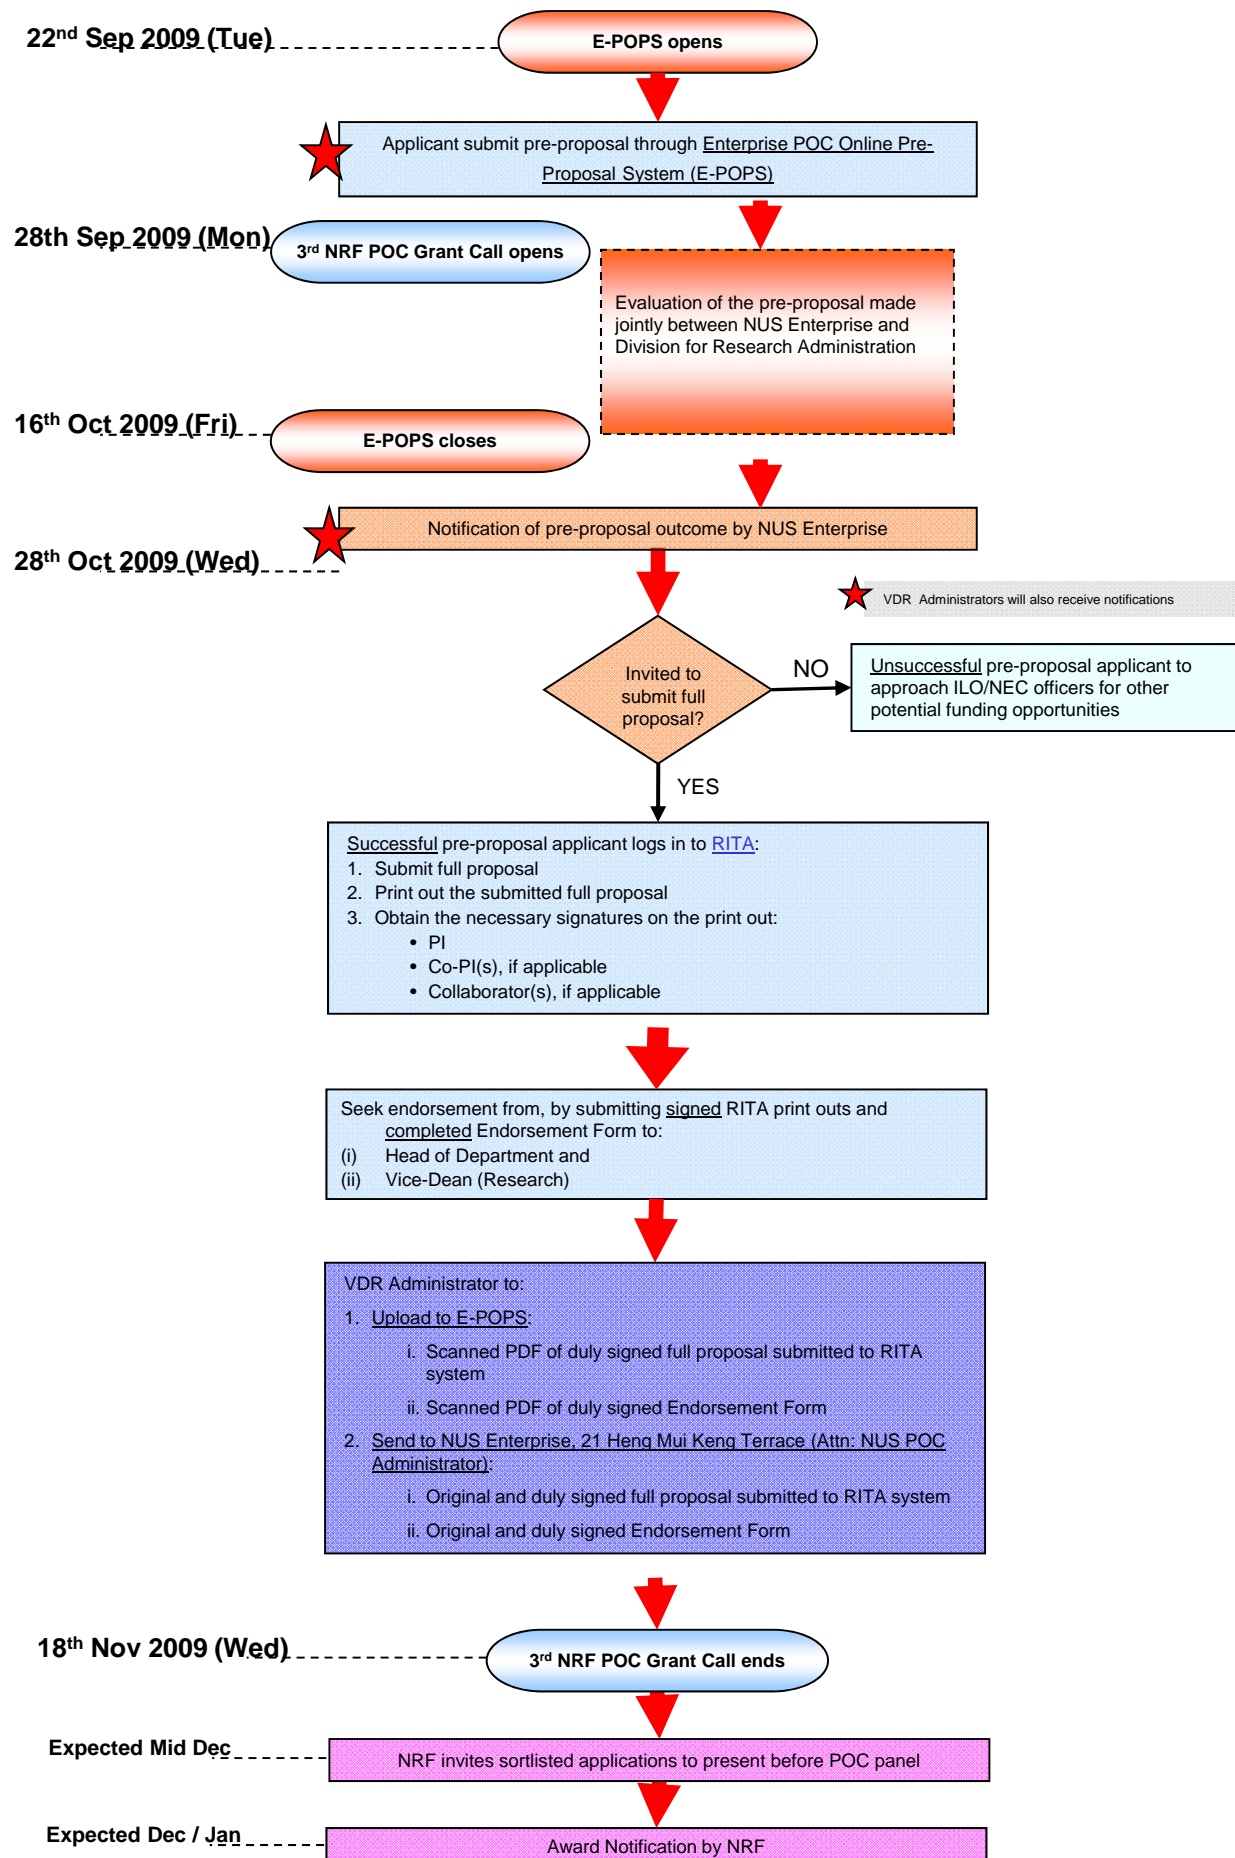 22nd Sep 2009 (Tue)
E-POPS opens
Applicant submit pre-proposal through Enterprise POC Online Pre-
Proposal System (E-POPS)
28th Sep 2009 (Mon)
3rd NRF POC Grant Call opens
Evaluation of the pre-proposal made
jointly between NUS Enterprise and
Division for Research Administration
16th Oct 2009 (Fri)
E-POPS closes
Notification of pre-proposal outcome by NUS Enterprise
28th Oct 2009 (Wed)
VDR Administrators will also receive notifications
Invited to
submit full
proposal?
NO
Unsuccessful pre-proposal applicant to
approach ILO/NEC officers for other
potential funding opportunities
YES
Successful pre-proposal applicant logs in to RITA:
1. Submit full proposal
2. Print out the submitted full proposal
3. Obtain the necessary signatures on the print out:
• PI
• Co-PI(s), if applicable
• Collaborator(s), if applicable
Seek endorsement from, by submitting signed RITA print outs and
completed Endorsement Form to:
(i) Head of Department and
(ii) Vice-Dean (Research)
VDR Administrator to:
1. Upload to E-POPS:
i. Scanned PDF of duly signed full proposal submitted to RITA
system
ii. Scanned PDF of duly signed Endorsement Form
2. Send to NUS Enterprise, 21 Heng Mui Keng Terrace (Attn: NUS POC
Administrator):
i. Original and duly signed full proposal submitted to RITA system
ii. Original and duly signed Endorsement Form
18th Nov 2009 (Wed)
3rd NRF POC Grant Call ends
Expected Mid Dec
NRF invites sortlisted applications to present before POC panel
Expected Dec / Jan
Award Notification by NRF